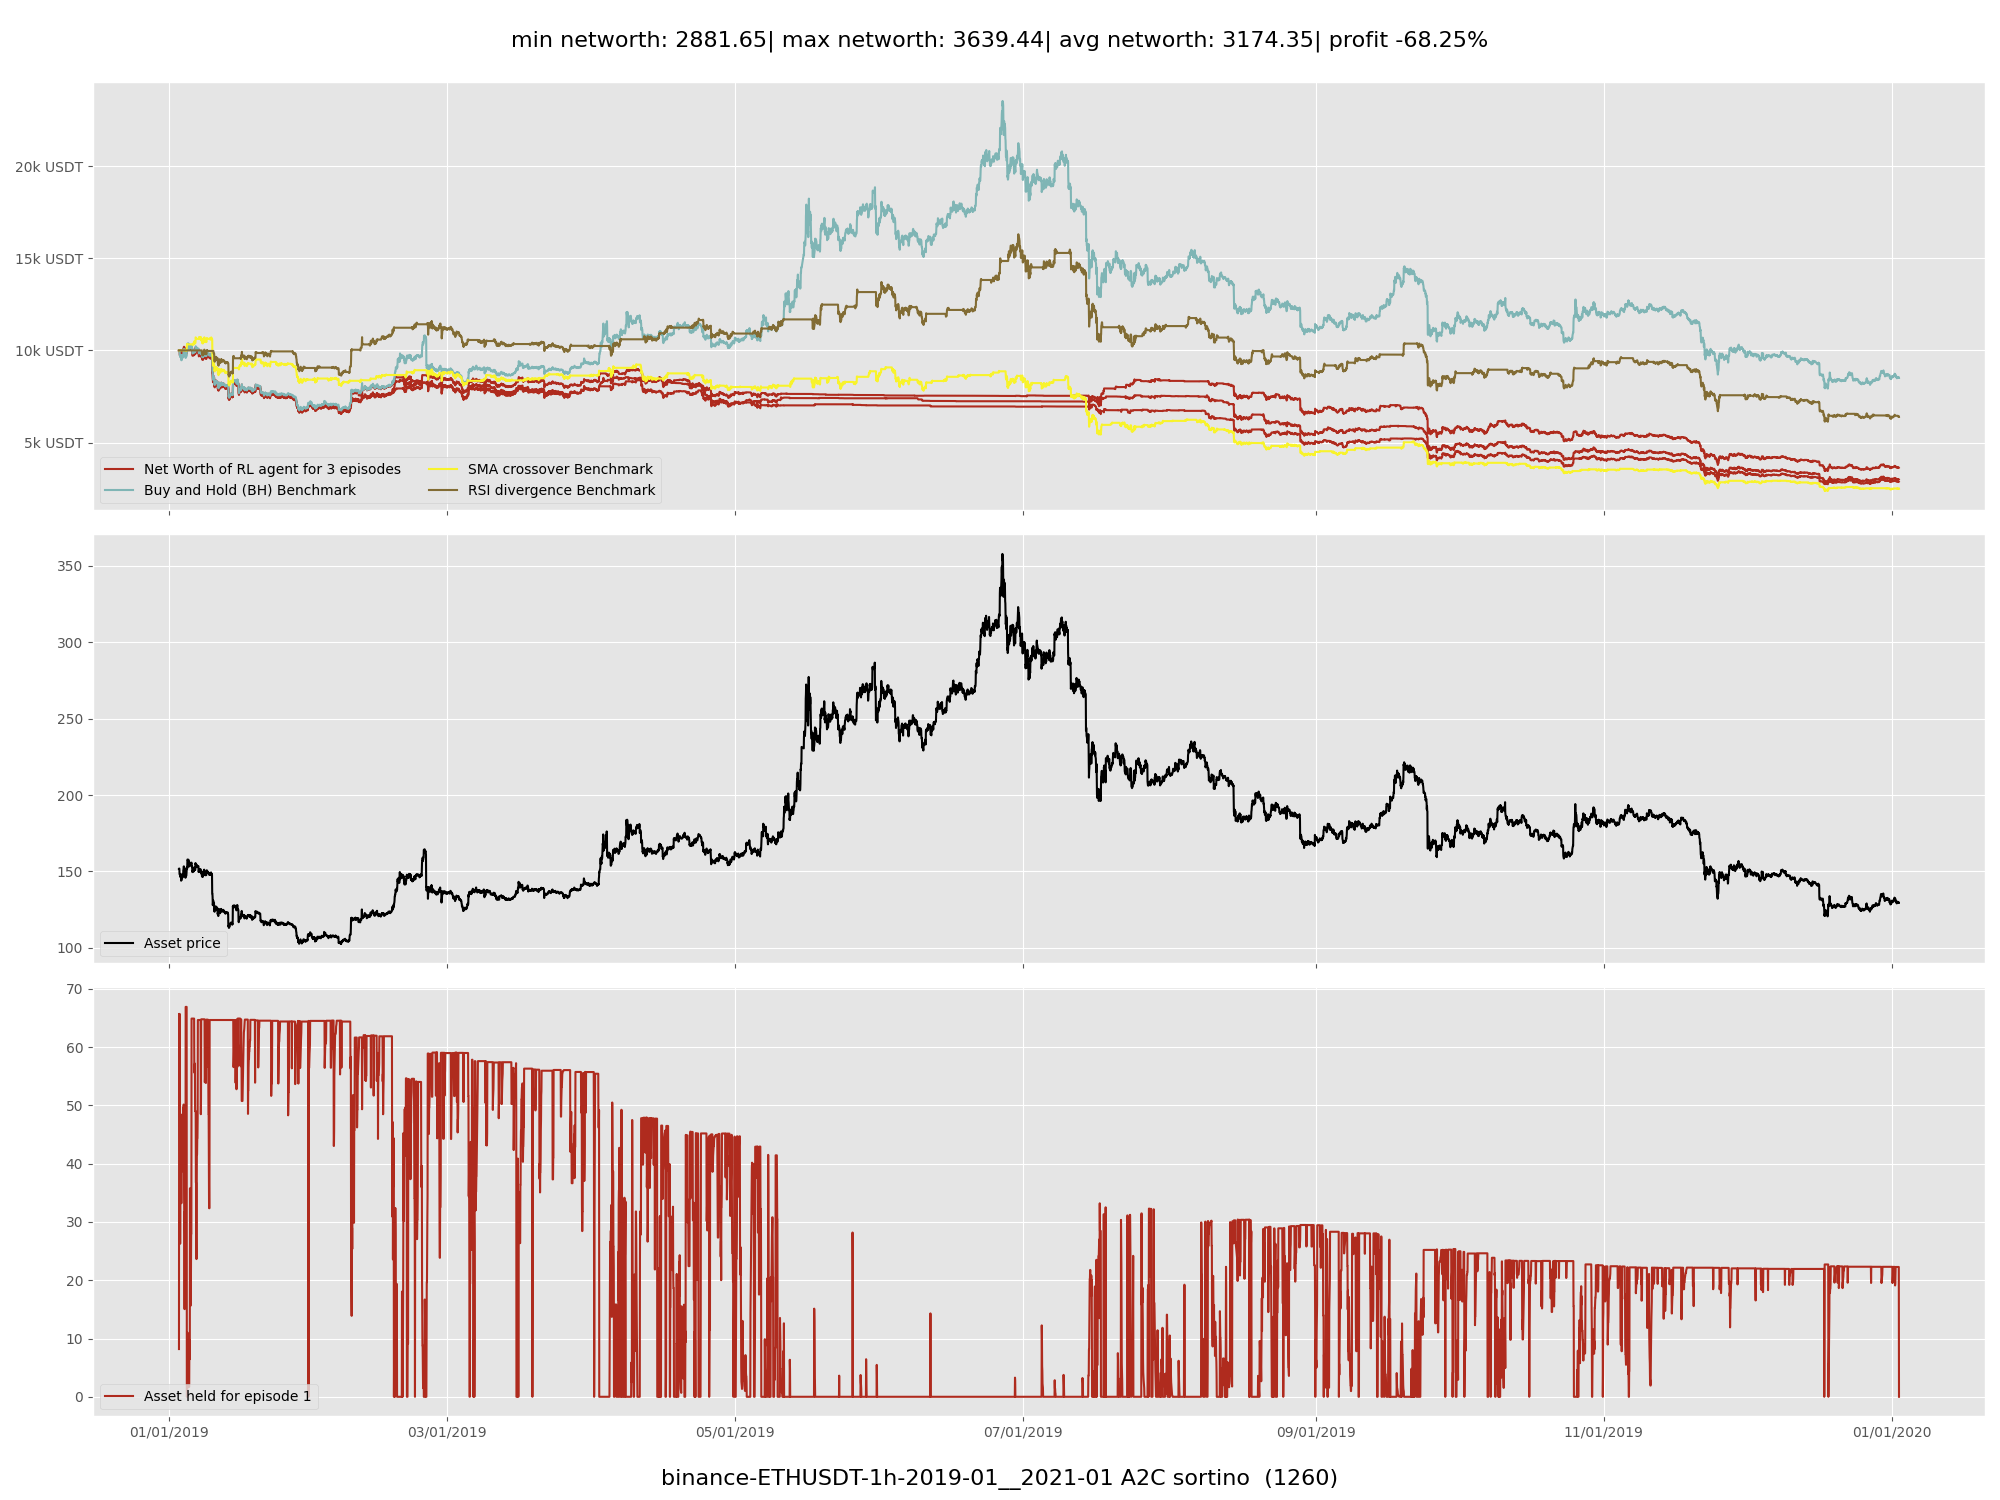 min networth: 2881.65| max networth: 3639.44| avg networth: 3174.35| profit -68.25%
20k USDT
15k USDT
10k USDT
5k USDT
Net Worth of RL agent for 3 episodes
Buy and Hold (BH) Benchmark
SMA crossover Benchmark
RSI divergence Benchmark
350
300
250
200
150
100
Asset price
70
60
50
40
30
20
10
0
Asset held for episode 1
01/01/2019 03/01/2019 05/01/2019 07/01/2019 09/01/2019 11/01/2019 01/01/2020
binance-ETHUSDT-1h-2019-01__2021-01 A2C sortino  (1260)